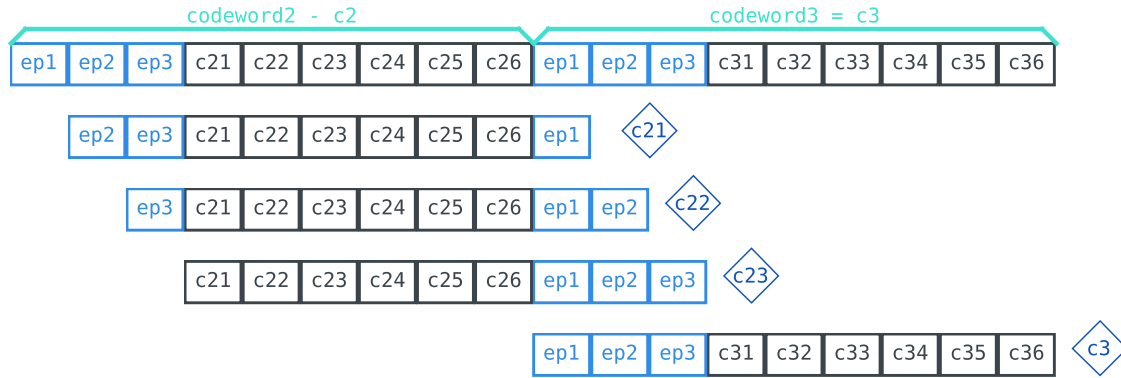 codeword2 - c2 codeword3 = c3
ep1 ep2 ep3 c21 c22 c23 c24 c25 c26 ep1 ep2 ep3 c31 c32 c33 c34 c35 c36
ep2 ep3 c21 c22 c23 c24 c25 c26 ep1 c21
ep3 c21 c22 c23 c24 c25 c26 ep1 ep2 c22
c21 c22 c23 c24 c25 c26 ep1 ep2 ep3 c23
ep1 ep2 ep3 c31 c32 c33 c34 c35 c36 c3